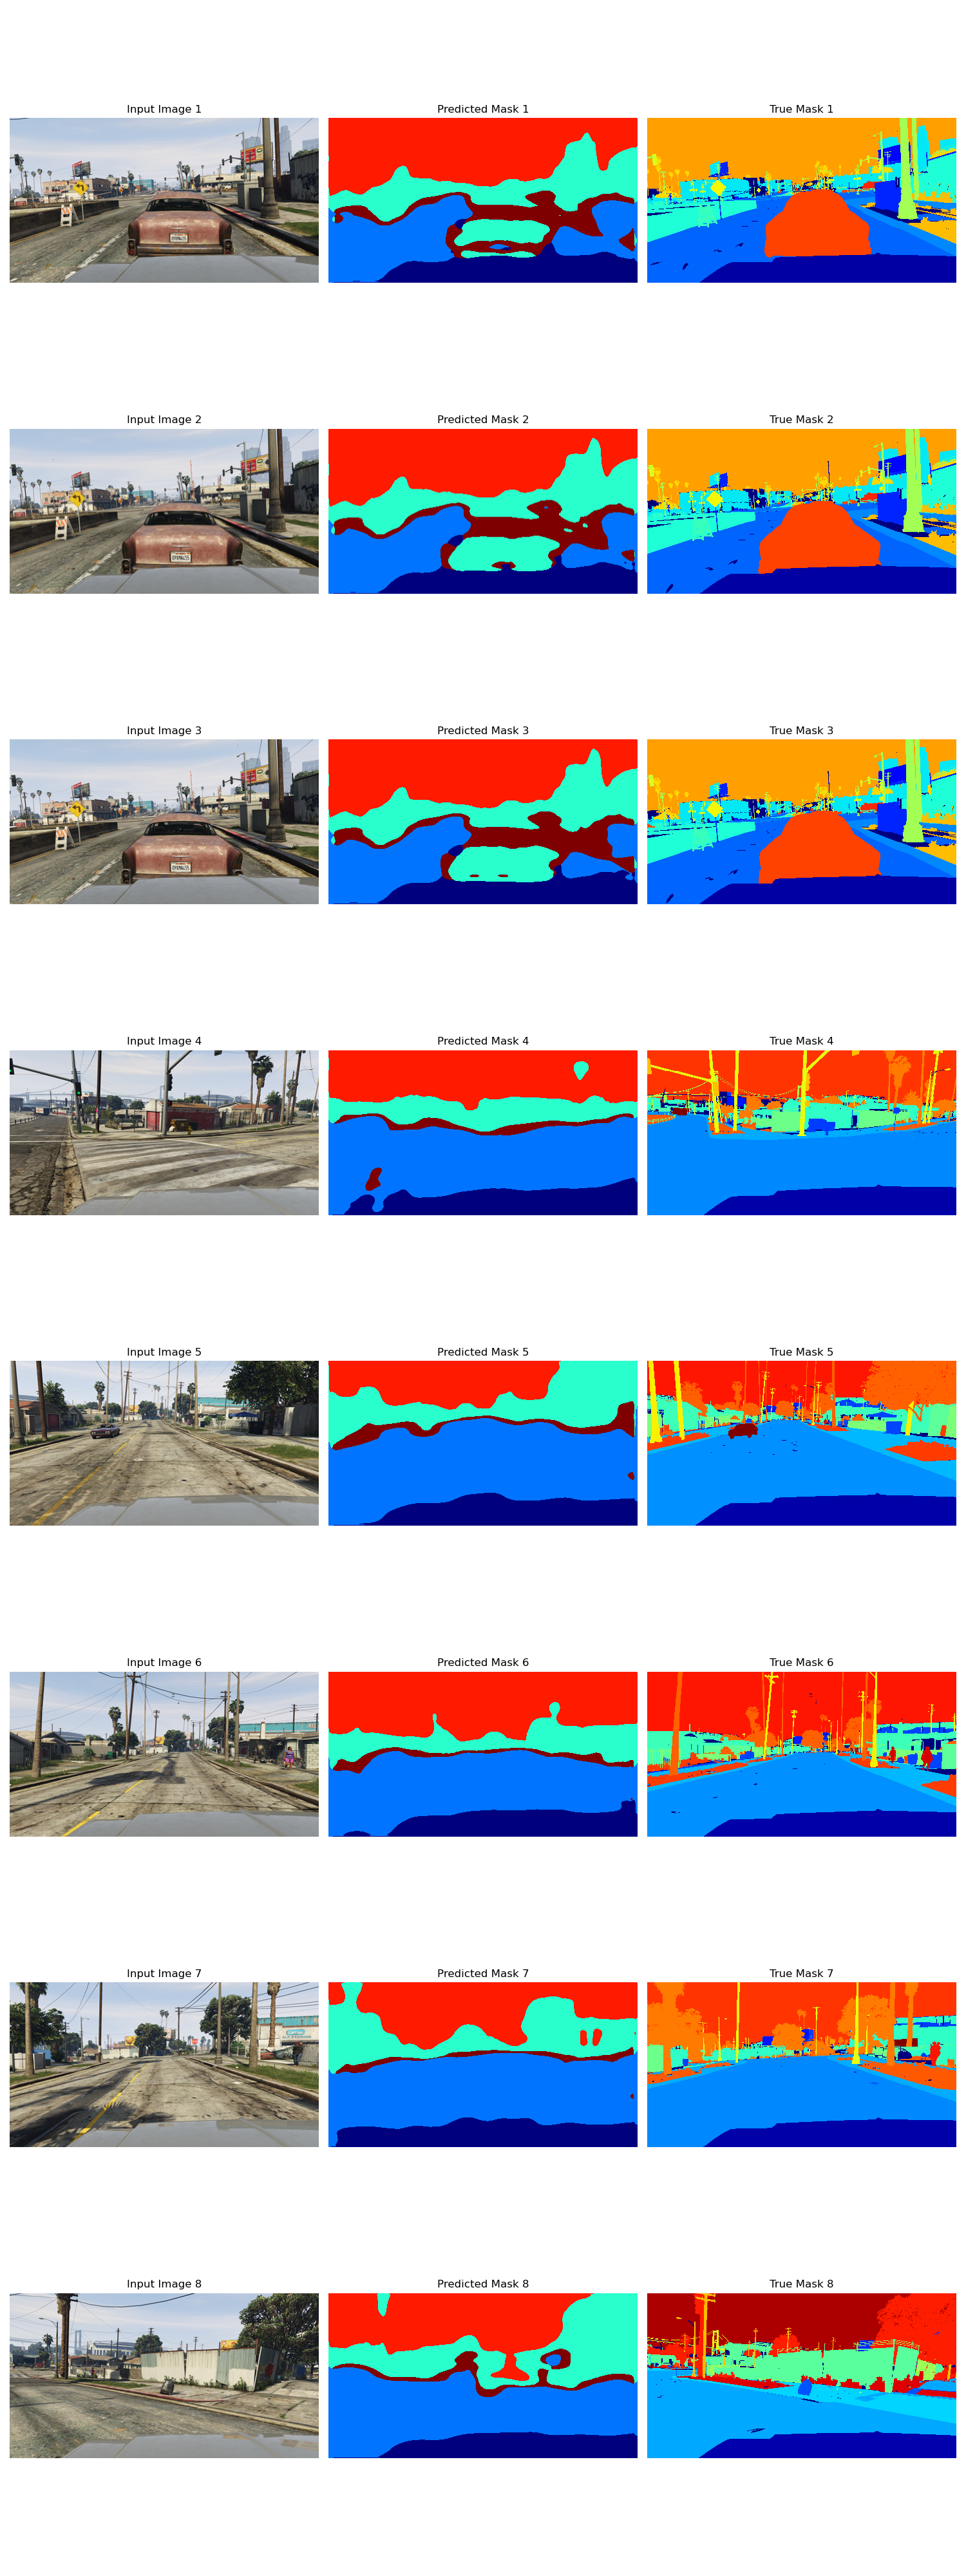 Input Image 1
Predicted Mask 1
True Mask 1
Input Image 2
Predicted Mask 2
True Mask 2
Input Image 3
Predicted Mask 3
True Mask 3
Input Image 4
Predicted Mask 4
True Mask 4
Input Image 5
Predicted Mask 5
True Mask 5
Input Image 6
Predicted Mask 6
True Mask 6
Input Image 7
Predicted Mask 7
True Mask 7
Input Image 8
Predicted Mask 8
True Mask 8